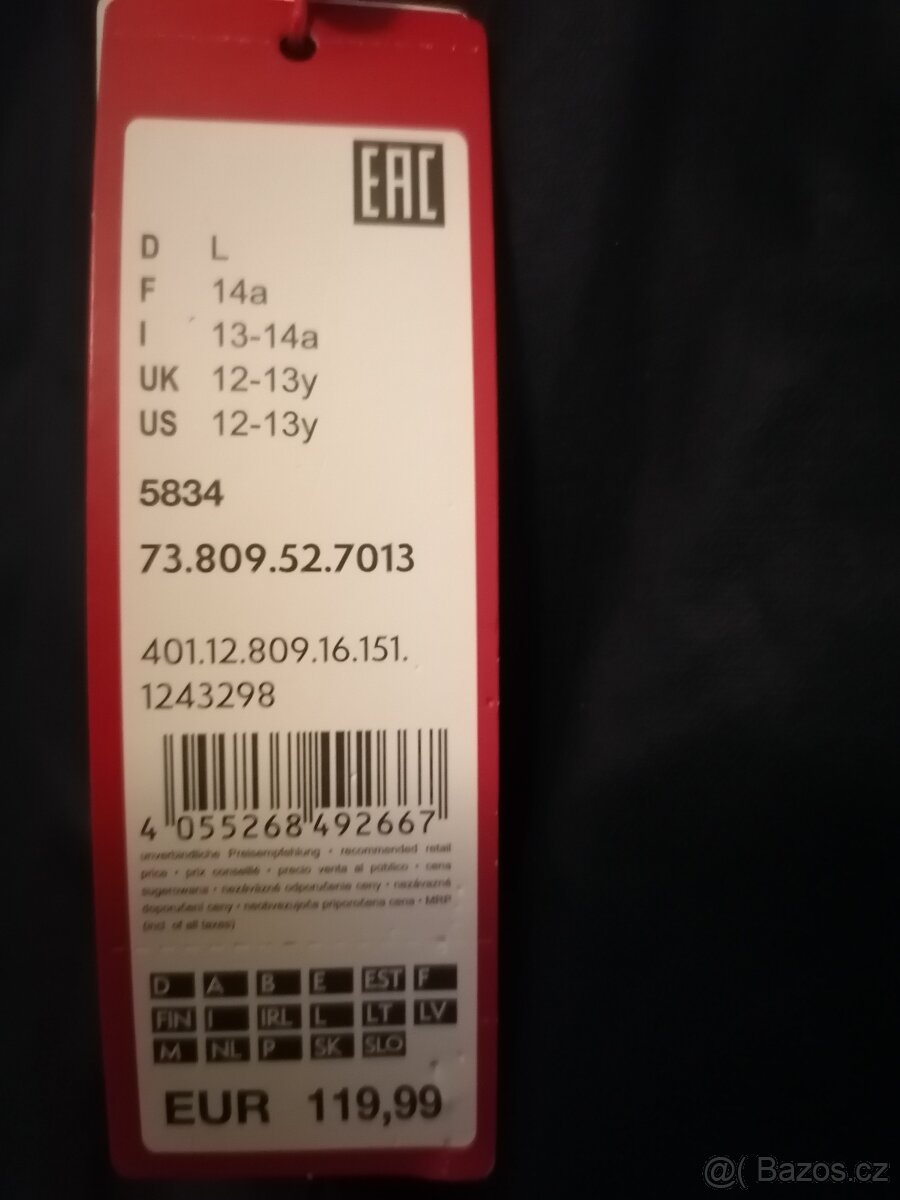 EAC
D L
F 14a
I 13-14a
UK 12-13y
US 12-13y
5834
73.809.52.7013
401.12.809.16.151.
1243298
4 055268 492667
unverbindliche Preisempfehlung • recommended retail
price • prix conseillé • precio venta al público • cena
sugerowana • nezáväzné odporučenie ceny • nezávazné
doporučení ceny • neobvezujoča priporočena cena • MRP
(incl. of all taxes)
D A B E EST F
FIN I IRL L LT LV
M NL P SK SLO
EUR 119,99
@( Bazos.cz